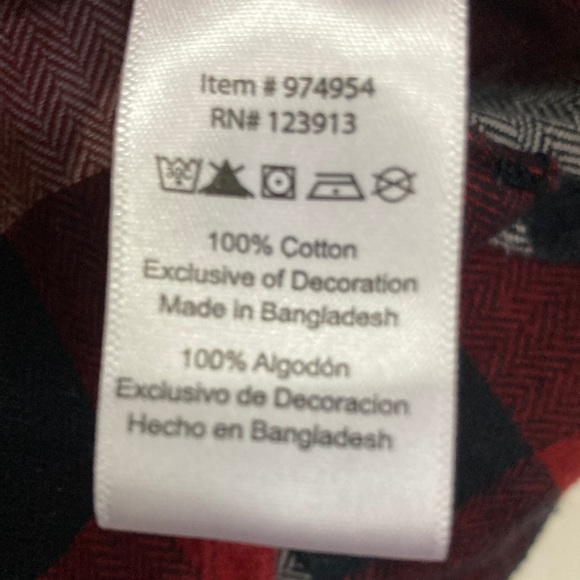 Item # 974954
RN# 123913
100% Cotton
Exclusive of Decoration
Made in Bangladesh
100% Algodón
Exclusivo de Decoracion
Hecho en Bangladesh